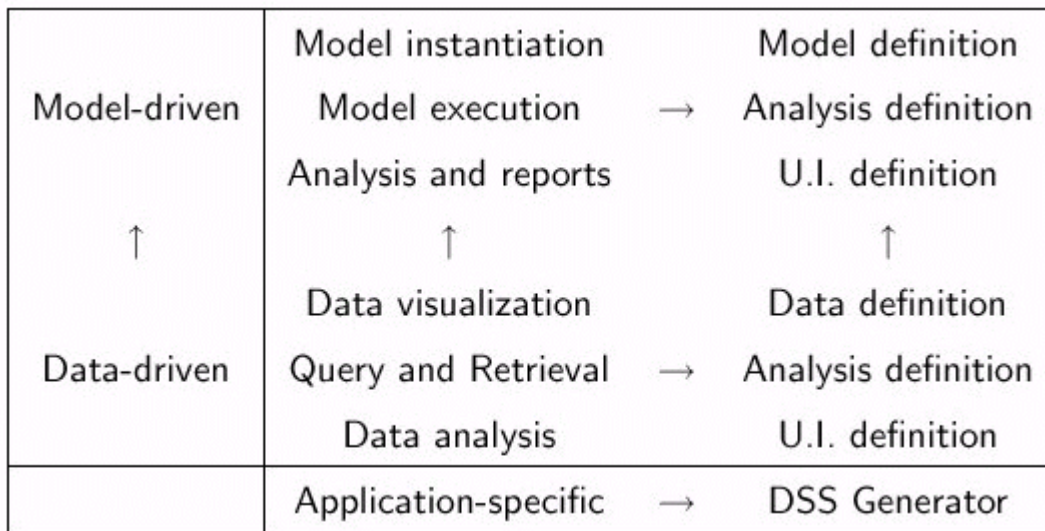 Model instantiation Model definition
Model-driven Model execution → Analysis definition
Analysis and reports U.I. definition
↑ ↑ ↑
Data visualization Data definition
Data-driven Query and Retrieval → Analysis definition
Data analysis U.I. definition
Application-specific → DSS Generator